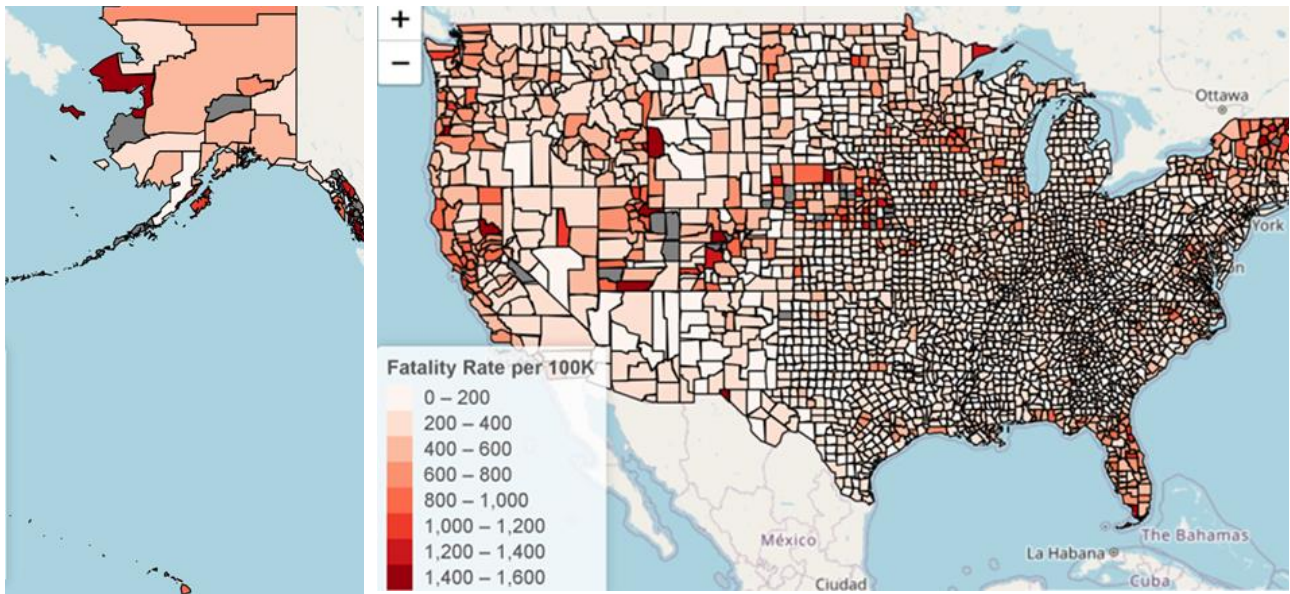 +
−
Ottawa
York
on
Fatality Rate per 100K
0 – 200
200 – 400
400 – 600
600 – 800
800 – 1,000
1,000 – 1,200
1,200 – 1,400
1,400 – 1,600
México
Ciudad
La Habana
The Bahamas
Cuba